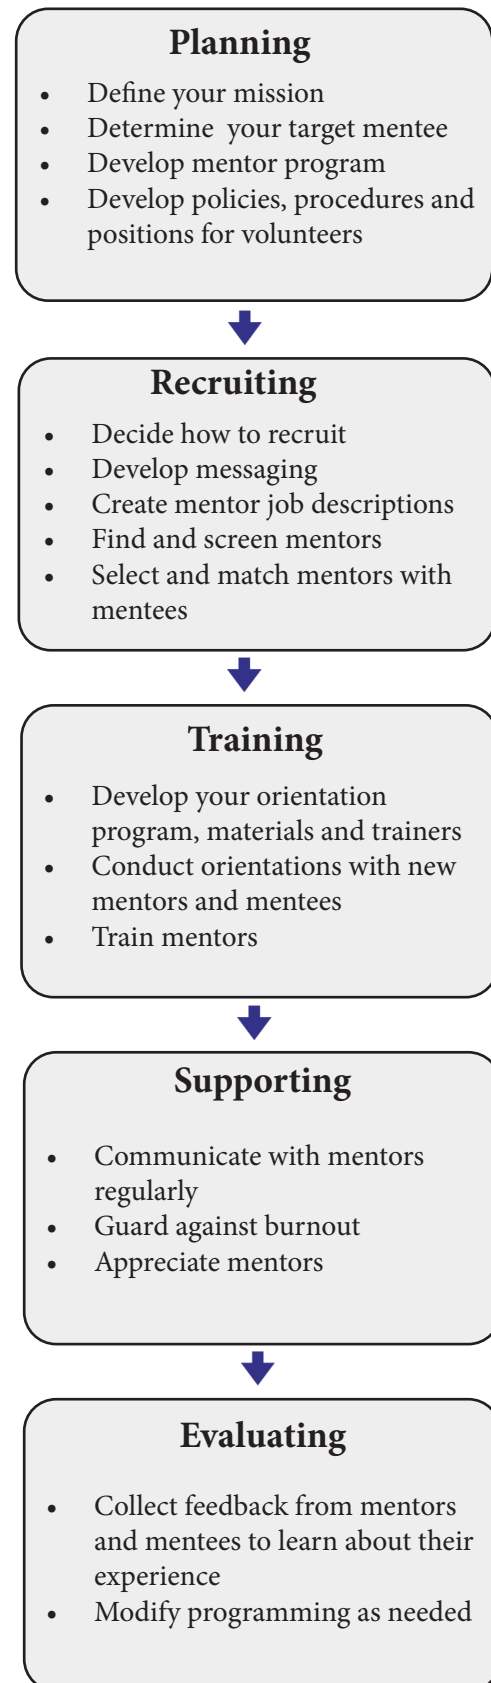 Planning
• Define your mission
• Determine  your target mentee
• Develop mentor program
• Develop policies, procedures and
positions for volunteers
Recruiting
• Decide how to recruit
• Develop messaging
• Create mentor job descriptions
• Find and screen mentors
• Select and match mentors with
mentees
Training
• Develop your orientation
program, materials and trainers
• Conduct orientations with new
mentors and mentees
• Train mentors
Supporting
• Communicate with mentors
regularly
• Guard against burnout
• Appreciate mentors
Evaluating
• Collect feedback from mentors
and mentees to learn about their
experience
• Modify programming as needed